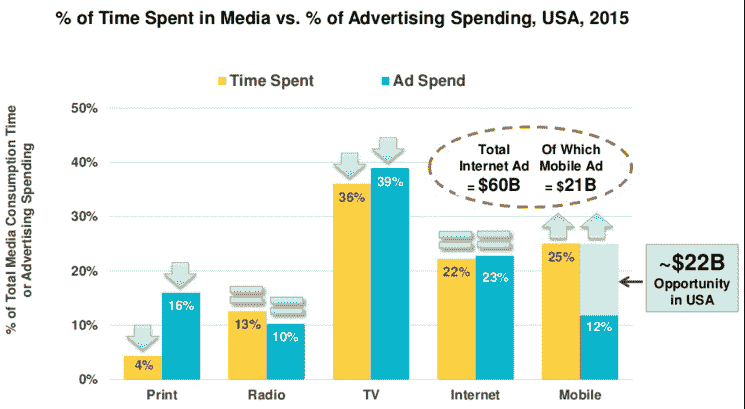 % of Time Spent in Media vs. % of Advertising Spending, USA, 2015
Time Spent
Ad Spend
% of Total Media Consumption Time
or Advertising Spending
50%
40%
30%
20%
10%
0%
4%
16%
13%
10%
36%
39%
22%
23%
25%
12%
Total
Internet Ad
= $60B
Of Which
Mobile Ad
= $21B
~$22B
Opportunity
in USA
Print
Radio
TV
Internet
Mobile